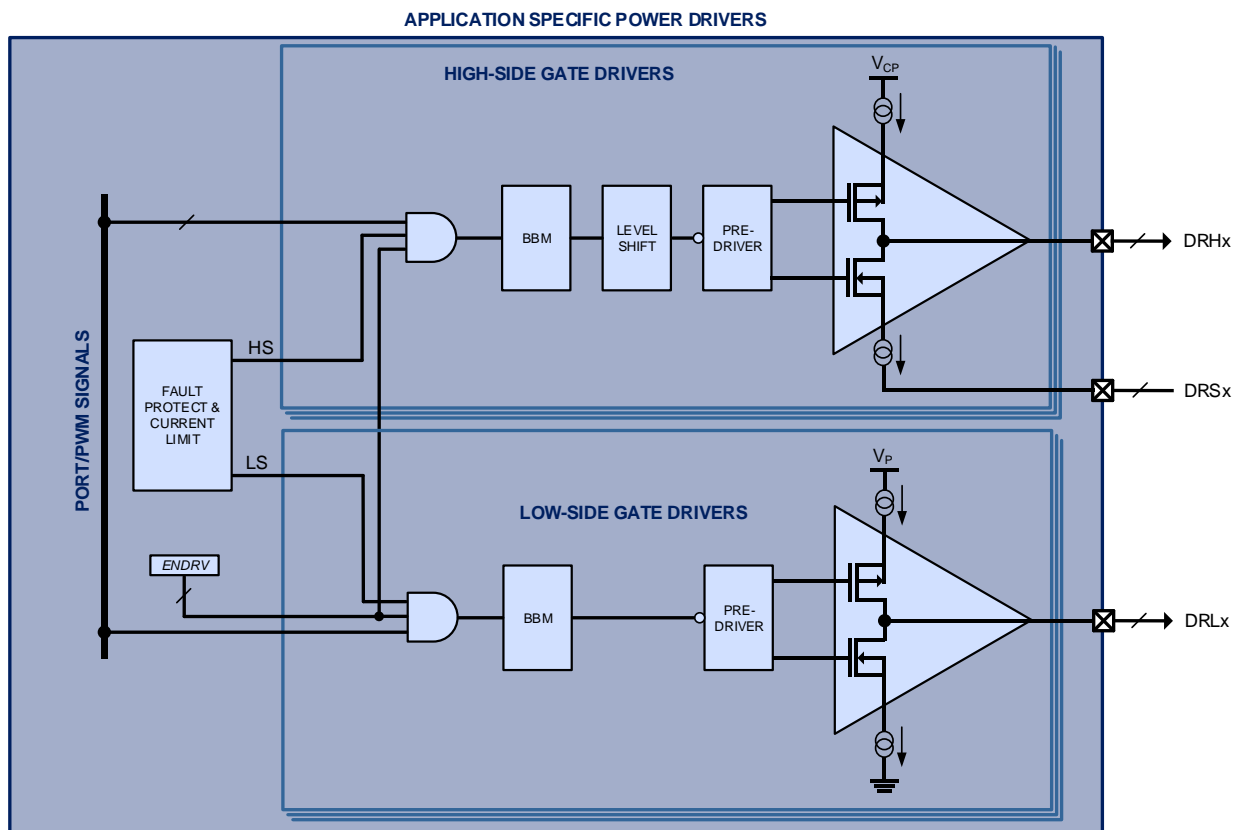 APPLICATION SPECIFIC POWER DRIVERS
HIGH-SIDE GATE DRIVERS
VCP
BBM
LEVEL
SHIFT
PRE-
DRIVER
DRHx
PORT/PWM SIGNALS
HS
FAULT
PROTECT &
CURRENT
LIMIT
DRSx
LS
VP
LOW-SIDE GATE DRIVERS
ENDRV
BBM
PRE-
DRIVER
DRLx